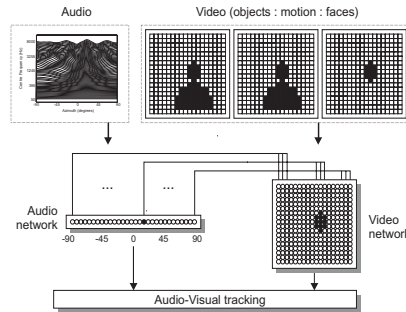 Audio
Video (objects : motion : faces)
Azimuth (degrees)
...
...
Audio
network
-90 -45 0 45 90
Video
network
Audio-Visual tracking